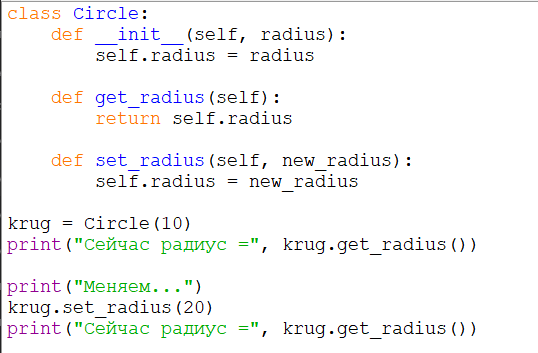 class Circle:
    def __init__(self, radius):
        self.radius = radius

    def get_radius(self):
        return self.radius

    def set_radius(self, new_radius):
        self.radius = new_radius

krug = Circle(10)
print("Сейчас радиус =", krug.get_radius())

print("Меняем...")
krug.set_radius(20)
print("Сейчас радиус =", krug.get_radius())